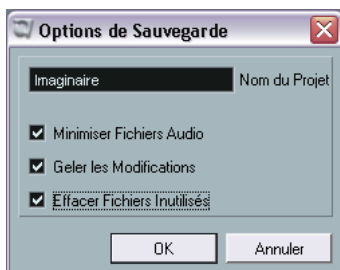 Options de Sauvegarde
Imaginaire Nom du Projet
Minimiser Fichiers Audio
Geler les Modifications
Effacer Fichiers Inutilisés
OK Annuler